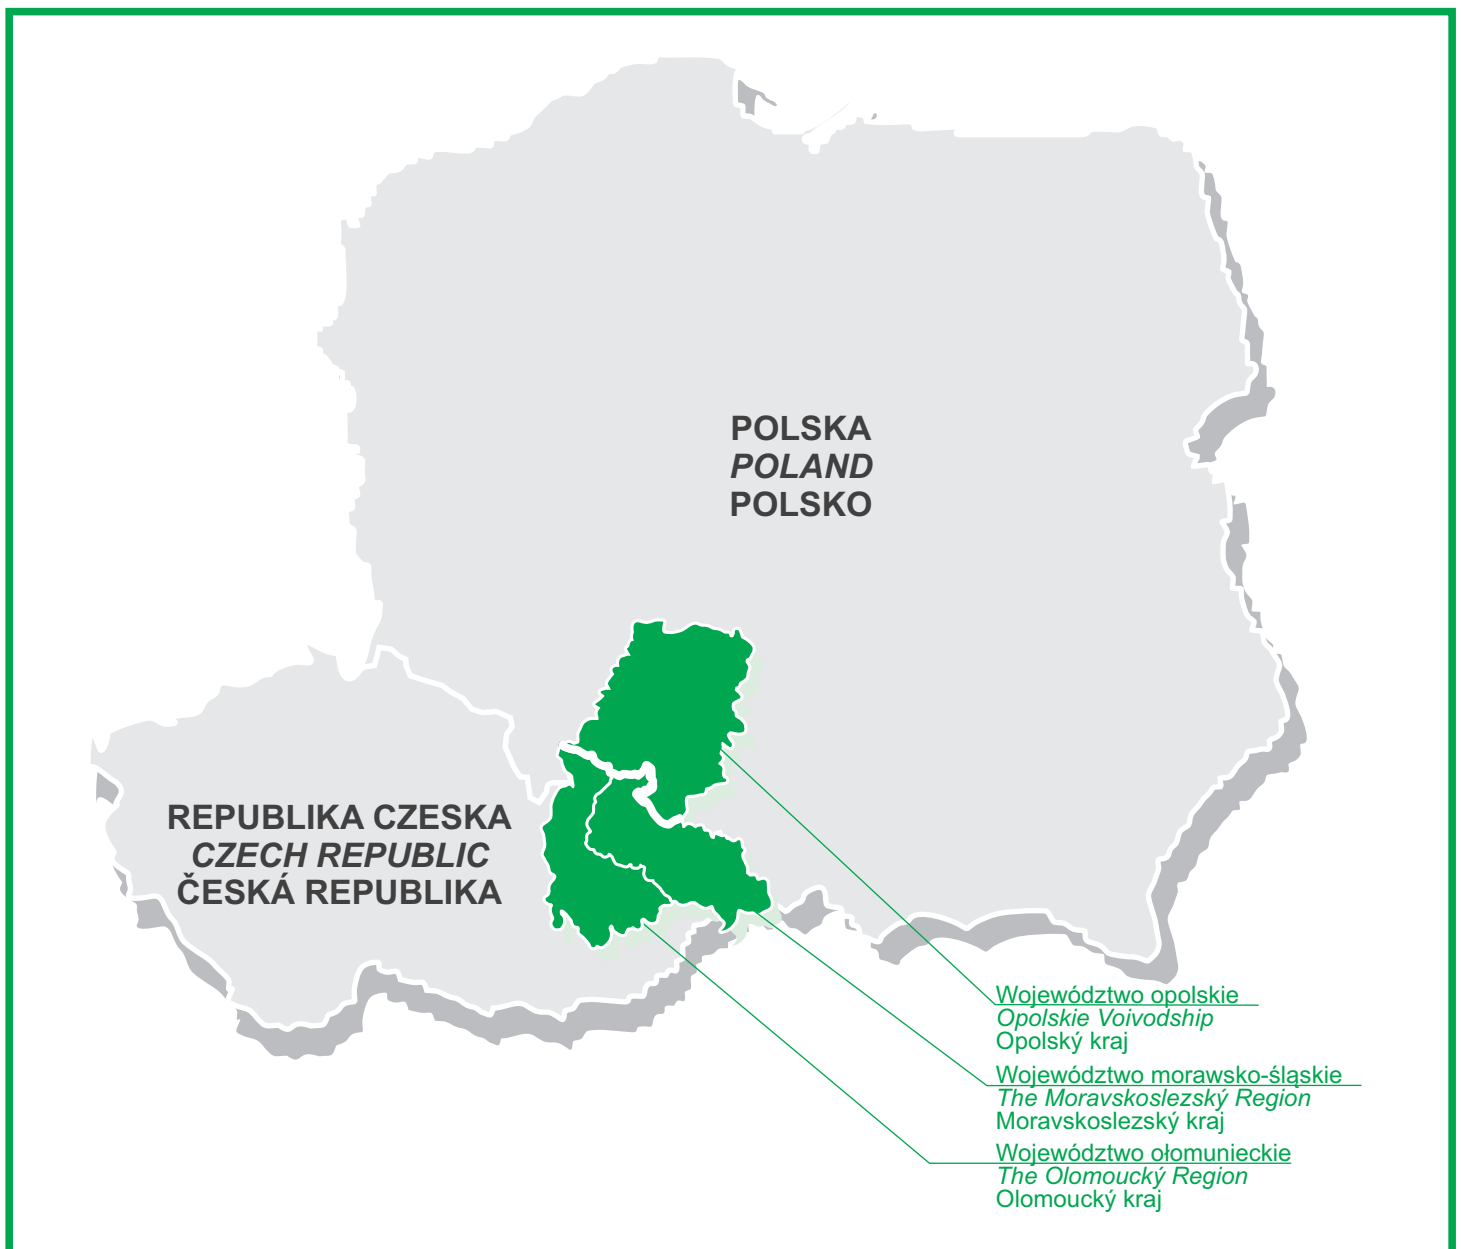 POLSKA
POLAND
POLSKO
REPUBLIKA CZESKA
CZECH REPUBLIC
ČESKÁ REPUBLIKA
Województwo opolskie
Opolskie Voivodship
Opolský kraj
Województwo morawsko-śląskie
The Moravskoslezský Region
Moravskoslezský kraj
Województwo ołomunieckie
The Olomoucký Region
Olomoucký kraj